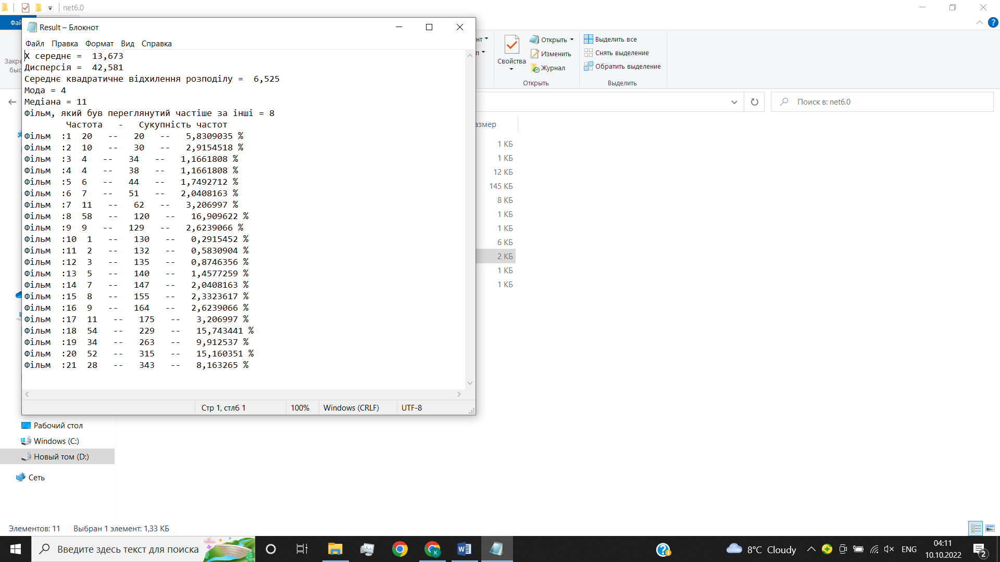 net6.0
Result – Блокнот
Файл Правка Формат Вид Справка
X середнє =  13,673
Дисперсія =  42,581
Середнє квадратичне відхилення розподілу =  6,525
Мода = 4
Медіана = 11
Фільм, який був переглянутий частіше за інші = 8
Частота   -   Сукупність частот
Фільм  :1  20   --   20   --   5,8309035 %
Фільм  :2  10   --   30   --   2,9154518 %
Фільм  :3  4   --   34   --   1,1661808 %
Фільм  :4  4   --   38   --   1,1661808 %
Фільм  :5  6   --   44   --   1,7492712 %
Фільм  :6  7   --   51   --   2,0408163 %
Фільм  :7  11   --   62   --   3,206997 %
Фільм  :8  58   --   120   --   16,909622 %
Фільм  :9  9   --   129   --   2,6239066 %
Фільм  :10  1   --   130   --   0,2915452 %
Фільм  :11  2   --   132   --   0,5830904 %
Фільм  :12  3   --   135   --   0,8746356 %
Фільм  :13  5   --   140   --   1,4577259 %
Фільм  :14  7   --   147   --   2,0408163 %
Фільм  :15  8   --   155   --   2,3323617 %
Фільм  :16  9   --   164   --   2,6239066 %
Фільм  :17  11   --   175   --   3,206997 %
Фільм  :18  54   --   229   --   15,743441 %
Фільм  :19  34   --   263   --   9,912537 %
Фільм  :20  52   --   315   --   15,160351 %
Фільм  :21  28   --   343   --   8,163265 %
Стр 1, стлб 1
100%
Windows (CRLF)
UTF-8
Свойства
Открыть
Изменить
Журнал
Открыть
Выделить все
Снять выделение
Обратить выделение
Выделить
Поиск в: net6.0
1 КБ
1 КБ
12 КБ
145 КБ
8 КБ
1 КБ
1 КБ
6 КБ
2 КБ
1 КБ
1 КБ
Рабочий стол
Windows (C:)
Новый том (D:)
Сеть
Элементов: 11
Выбран 1 элемент: 1,33 КБ
Введите здесь текст для поиска
8°C Cloudy
ENG
04:11
10.10.2022
2